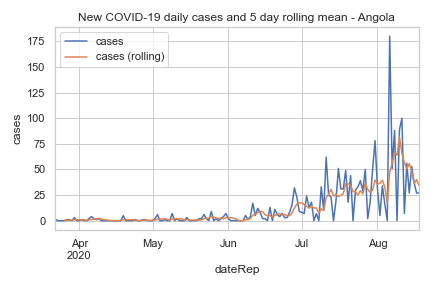 New COVID-19 daily cases and 5 day rolling mean - Angola
cases
cases (rolling)
cases
175
150
125
100
75
50
25
0
Apr
2020
May
Jun
Jul
Aug
dateRep